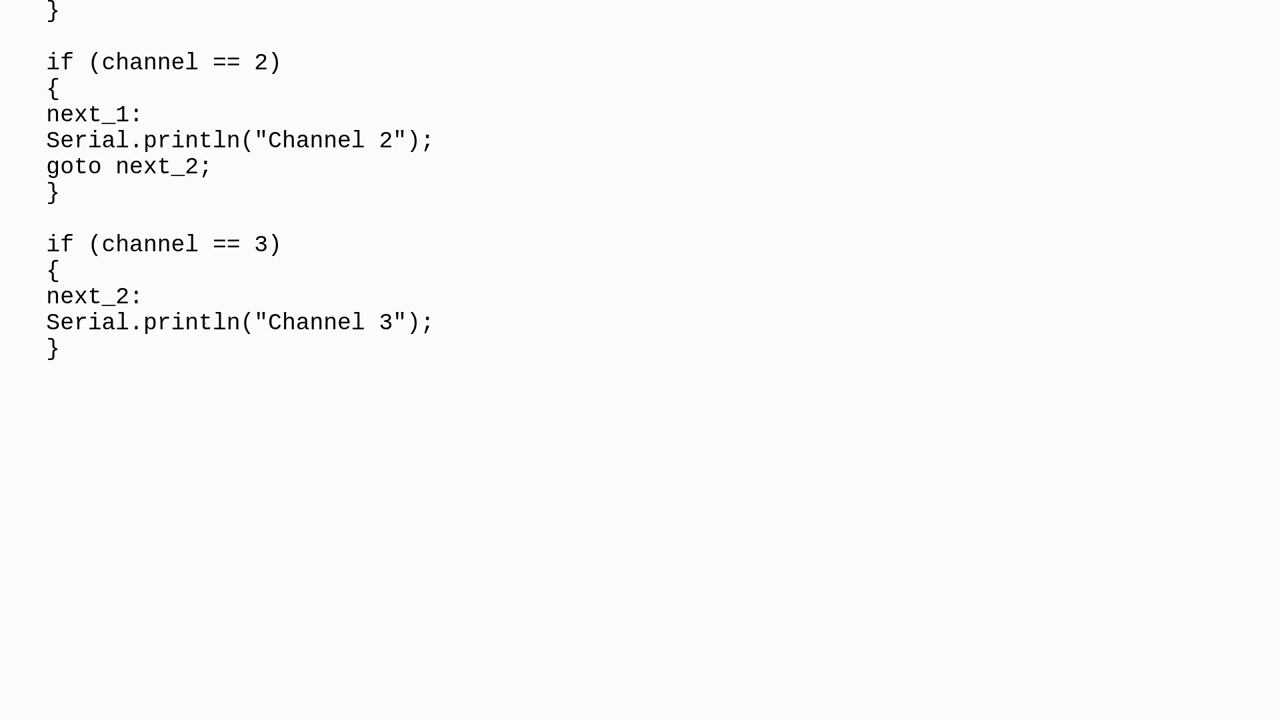 }
if (channel == 2)
{
next_1:
Serial.println("Channel 2");
goto next_2;
}
if (channel == 3)
{
next_2:
Serial.println("Channel 3");
}